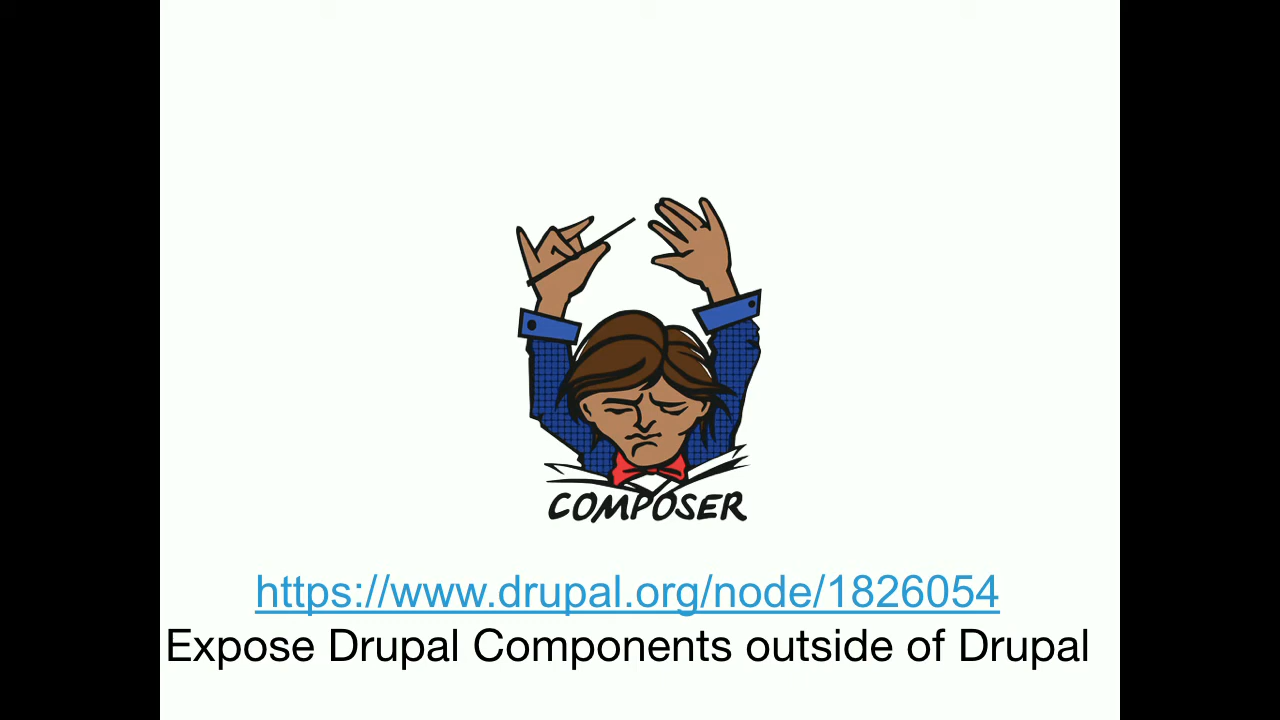 COMPOSER
https://www.drupal.org/node/1826054
Expose Drupal Components outside of Drupal